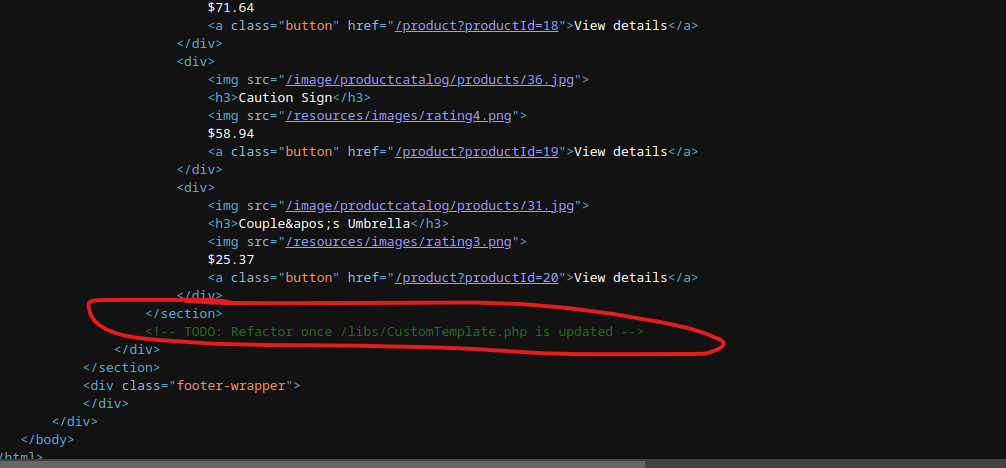 $71.64
<a class="button" href="/product?productId=18">View details</a>
</div>
<div>
<img src="/image/productcatalog/products/36.jpg">
<h3>Caution Sign</h3>
<img src="/resources/images/rating4.png">
$58.94
<a class="button" href="/product?productId=19">View details</a>
</div>
<div>
<img src="/image/productcatalog/products/31.jpg">
<h3>Couple&apos;s Umbrella</h3>
<img src="/resources/images/rating3.png">
$25.37
<a class="button" href="/product?productId=20">View details</a>
</div>
</section>
<!-- TODO: Refactor once /libs/CustomTemplate.php is updated -->
</div>
</section>
<div class="footer-wrapper">
</div>
</div>
</body>
/html>